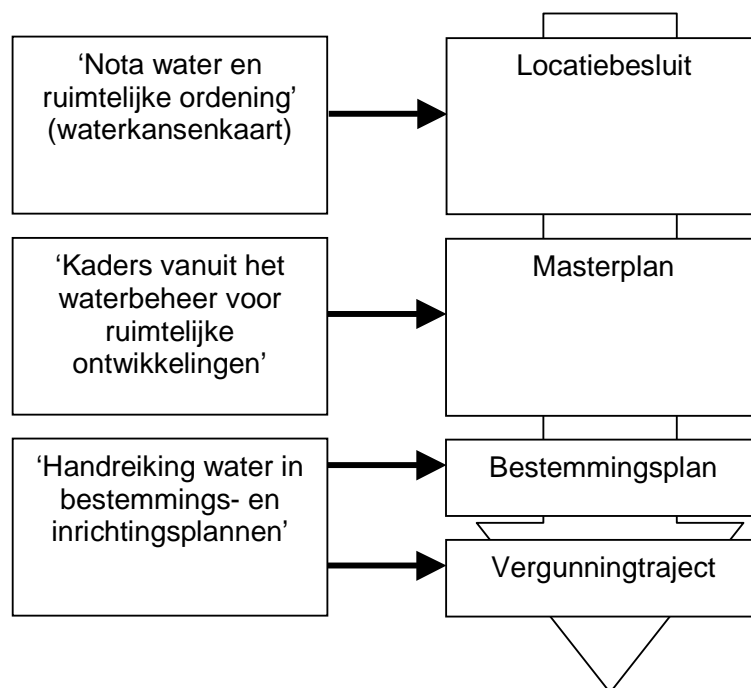 ‘Nota water en
ruimtelijke ordening’
(waterkansenkaart)
Locatiebesluit
‘Kaders vanuit het
waterbeheer voor
ruimtelijke
ontwikkelingen’
Masterplan
‘Handreiking water in
bestemmings- en
inrichtingsplannen’
Bestemmingsplan
Vergunningtraject